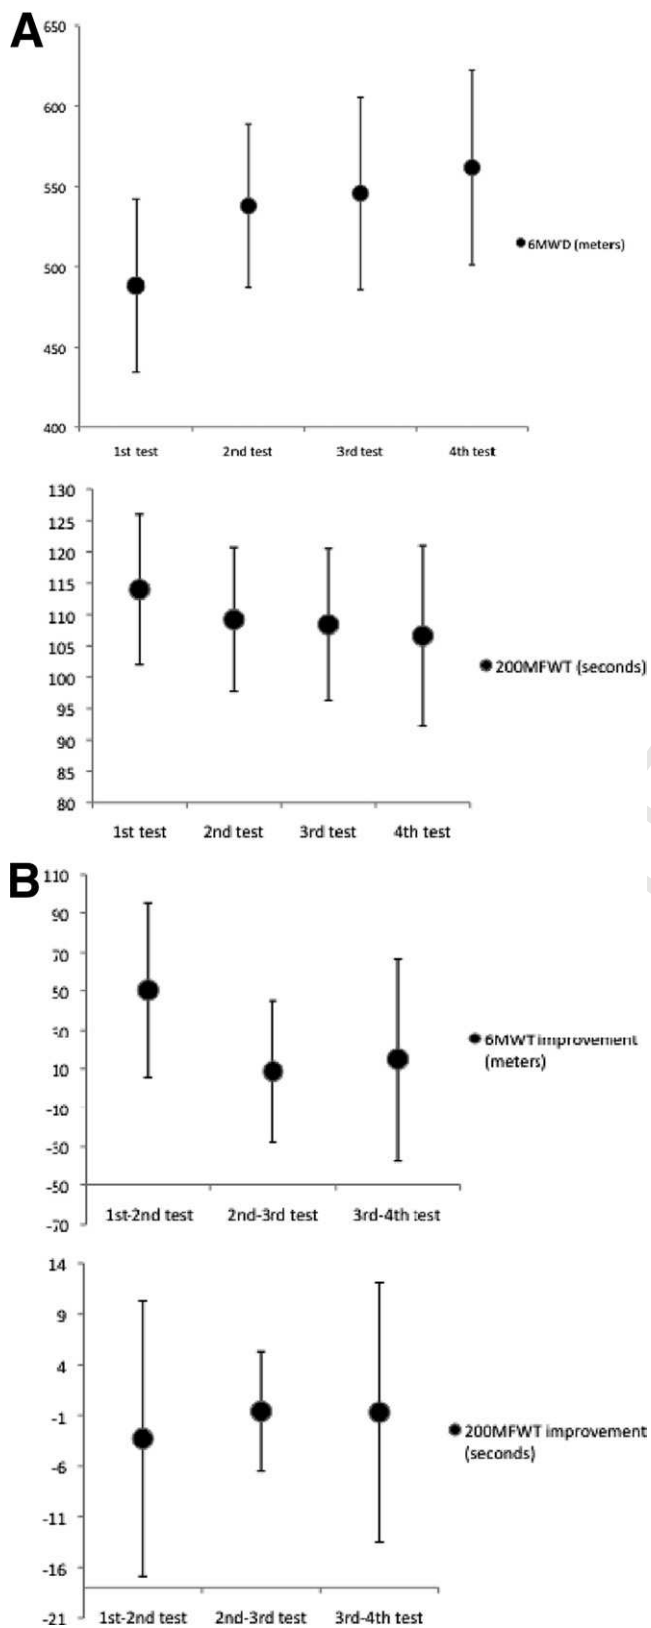 A
650
600
550
500
450
400
1st test 2nd test 3rd test 4th test
6MWD (meters)
130
125
120
115
110
105
100
95
90
85
80
1st test 2nd test 3rd test 4th test
200MFWT (seconds)
B
110
90
70
50
30
10
-10
-30
-50
-70
1st-2nd test 2nd-3rd test 3rd-4th test
6MWT improvement
(meters)
14
9
4
-1
-6
-11
-16
-21
1st-2nd test 2nd-3rd test 3rd-4th test
200MFWT improvement
(seconds)